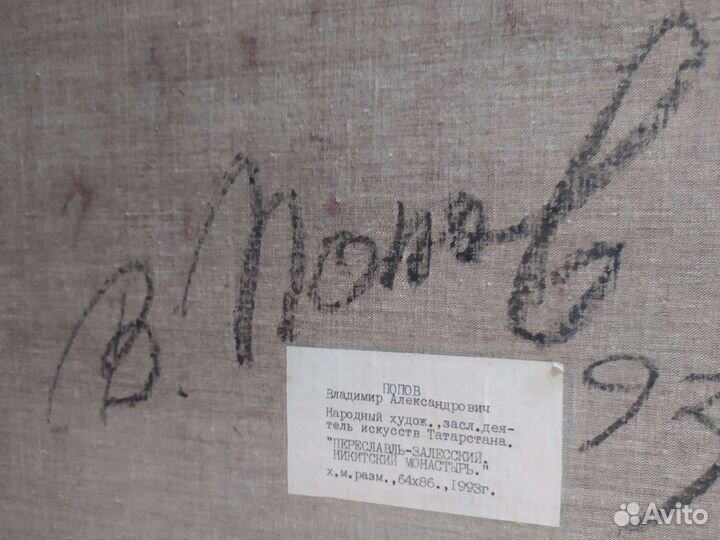 В. Попов
93
ПОПОВ
Владимир Александрович
Народный худож.,засл.дея-
тель искусств Татарстана.
"ПЕРЕСЛАВЛЬ-ЗАЛЕССКИЙ.
НИКИТСКИЙ МОНАСТЫРЬ."
х.м.разм.,64х86.,1993г.
Avito